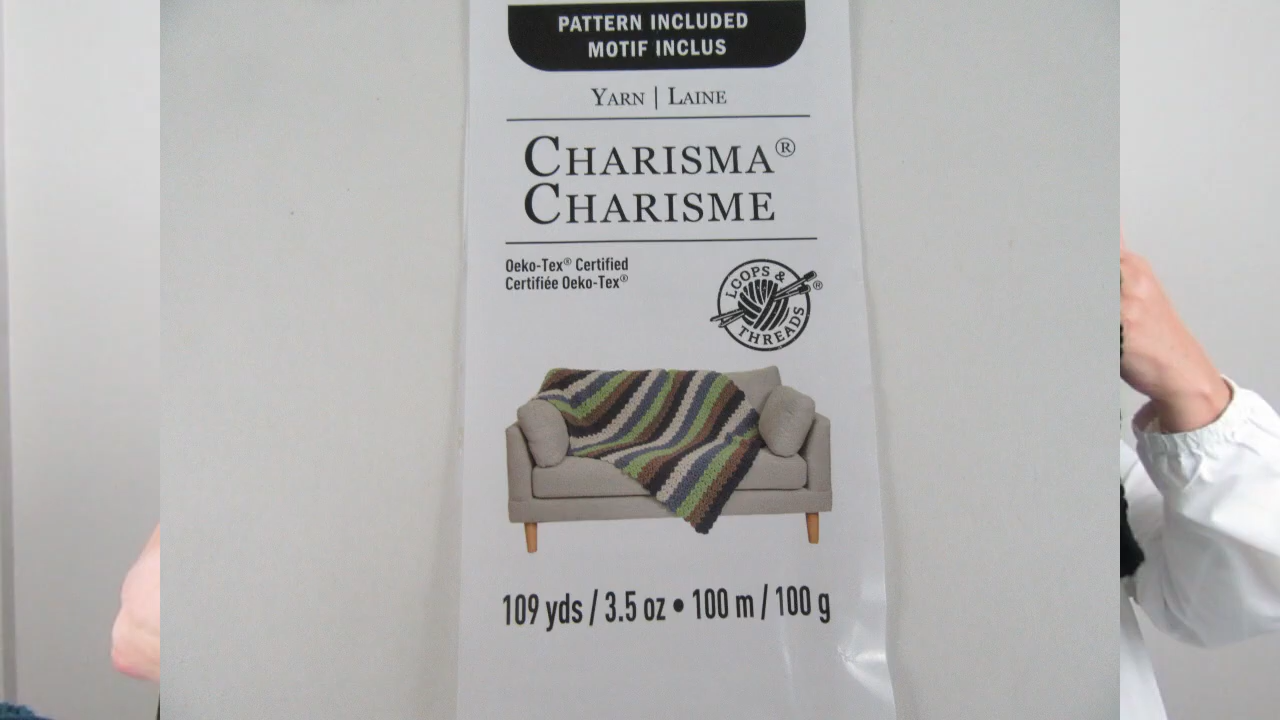 PATTERN INCLUDED
MOTIF INCLUS
YARN | LAINE
CHARISMA®
CHARISME
Oeko-Tex® Certified
Certifiée Oeko-Tex®
LOOPS &
THREADS
®
109 yds / 3.5 oz • 100 m / 100 g